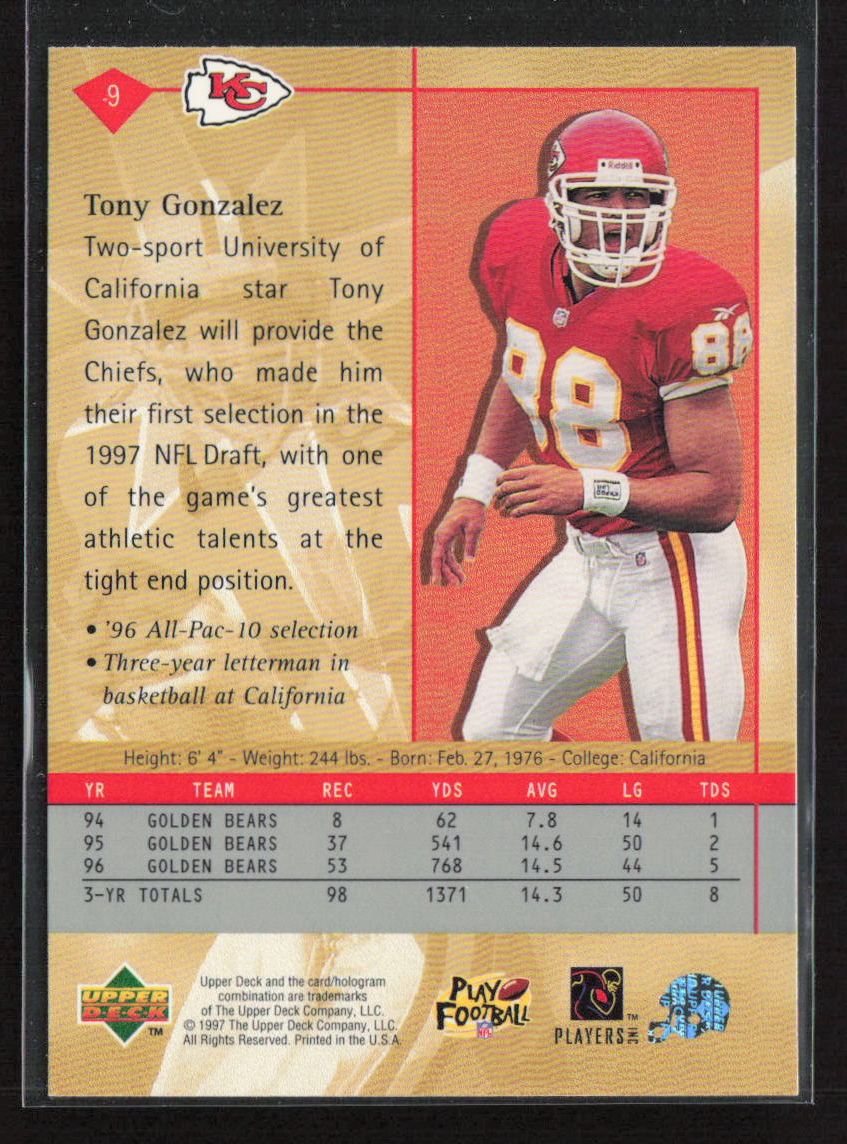 9
KC
Tony Gonzalez
Two-sport University of
California star Tony
Gonzalez will provide the
Chiefs, who made him
their first selection in the
1997 NFL Draft, with one
of the game's greatest
athletic talents at the
tight end position.
• '96 All-Pac-10 selection
• Three-year letterman in
basketball at California
Riddell
88
88
Height: 6' 4" - Weight: 244 lbs. - Born: Feb. 27, 1976 - College: California
YR TEAM REC YDS AVG LG TDS
94 GOLDEN BEARS 8 62 7.8 14 1
95 GOLDEN BEARS 37 541 14.6 50 2
96 GOLDEN BEARS 53 768 14.5 44 5
3-YR TOTALS 98 1371 14.3 50 8
UPPER
DECK
TM
Upper Deck and the card/hologram
combination are trademarks
of The Upper Deck Company, LLC.
© 1997 The Upper Deck Company, LLC.
All Rights Reserved. Printed in the U.S.A.
PLAY
FOOTBALL
NFL
TM
PLAYERS INC